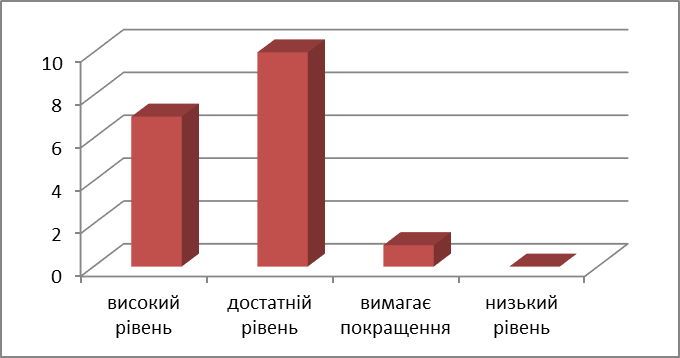 10
8
6
4
2
0
високий
рівень
достатній
рівень
вимагає
покращення
низький
рівень